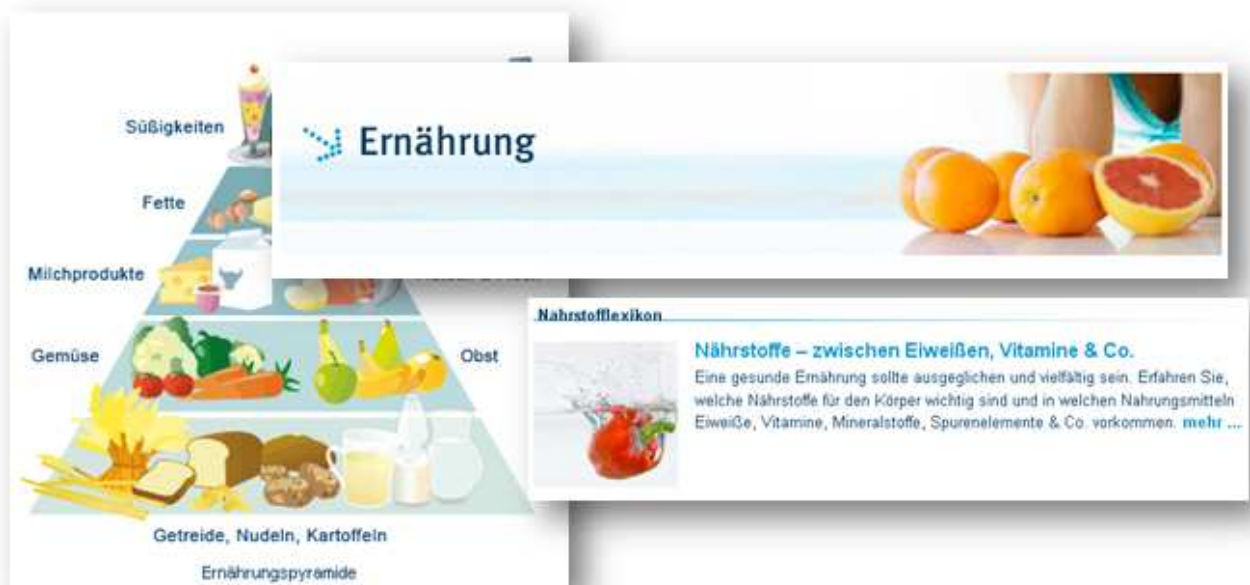 Süßigkeiten
Ernährung
Fette
Milchprodukte
Gemüse
Obst
Getreide, Nudeln, Kartoffeln
Ernährungspyramide
Nahrstofflexikon
Nährstoffe – zwischen Eiweißen, Vitamine & Co.
Eine gesunde Ernährung sollte ausgeglichen und vielfältig sein. Erfahren Sie,
welche Nährstoffe für den Körper wichtig sind und in welchen Nahrungsmitteln
Eiweiße, Vitamine, Mineralstoffe, Spurenelemente & Co. vorkommen. mehr ...